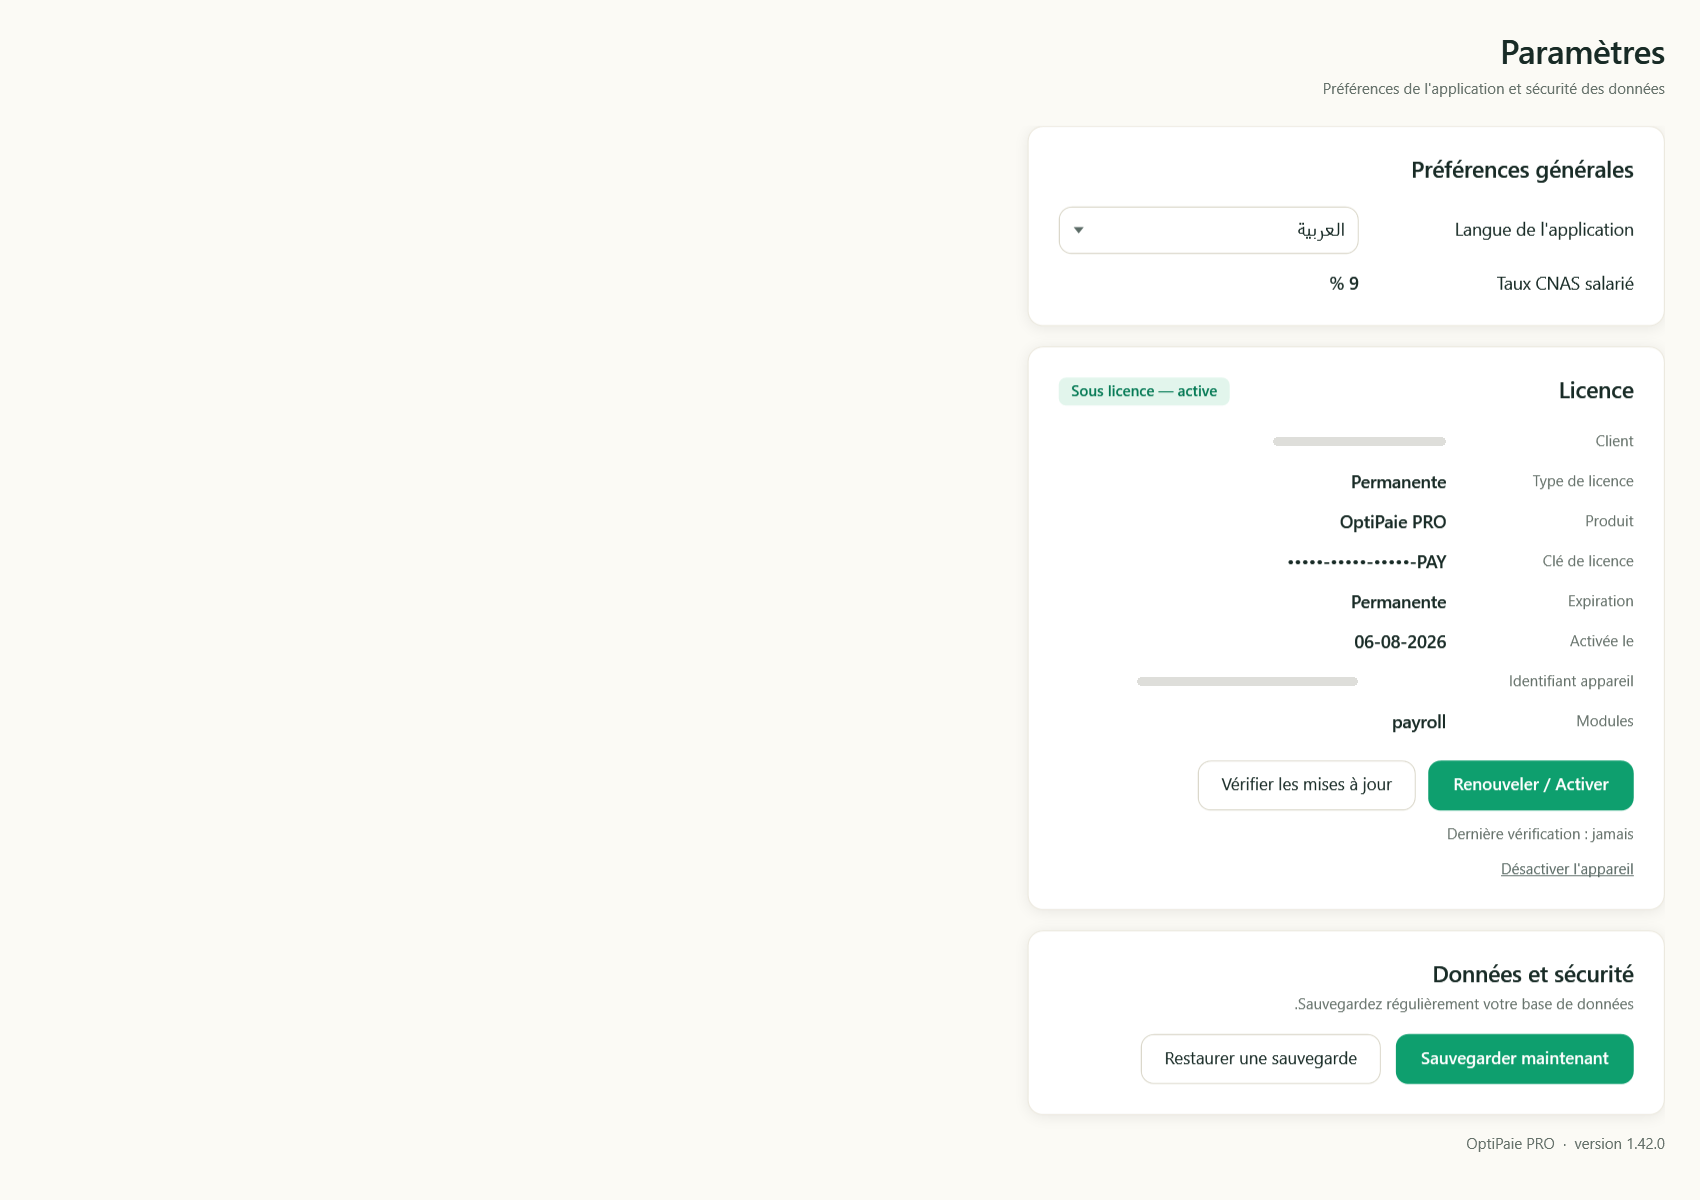 Paramètres
Préférences de l'application et sécurité des données
Préférences générales
Langue de l'application العربية
Taux CNAS salarié % 9
Licence Sous licence — active
Client
Type de licence Permanente
Produit OptiPaie PRO
Clé de licence •••••-•••••-•••••-PAY
Expiration Permanente
Activée le 06-08-2026
Identifiant appareil
Modules payroll
Renouveler / Activer Vérifier les mises à jour
Dernière vérification : jamais
Désactiver l'appareil
Données et sécurité
.Sauvegardez régulièrement votre base de données
Sauvegarder maintenant Restaurer une sauvegarde
OptiPaie PRO · version 1.42.0